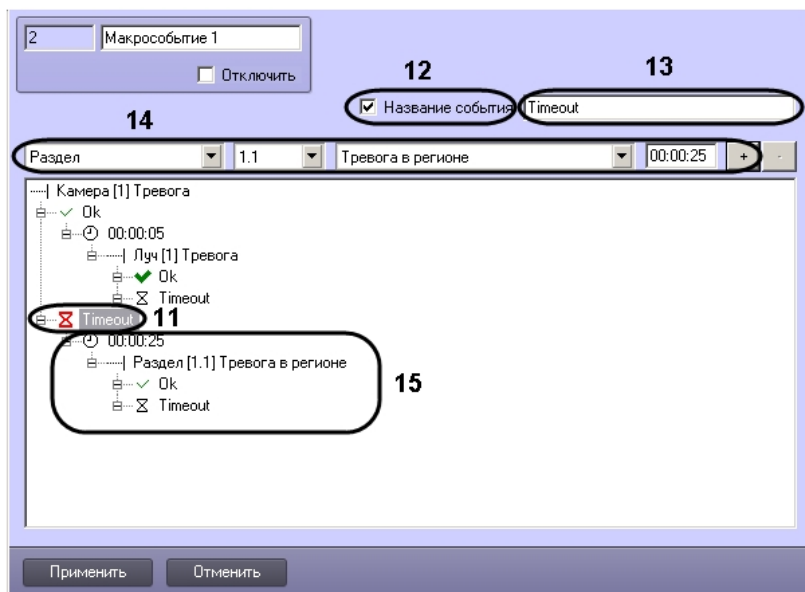 2 Макрособытие 1
Отключить
12
13
Название события Timeout
14
Раздел 1.1 Тревога в регионе 00:00:25 + -
Камера [1] Тревога
Ok
00:00:05
Луч [1] Тревога
Ok
Timeout
Timeout 11
00:00:25
Раздел [1.1] Тревога в регионе
Ok
15
Timeout
Применить Отменить